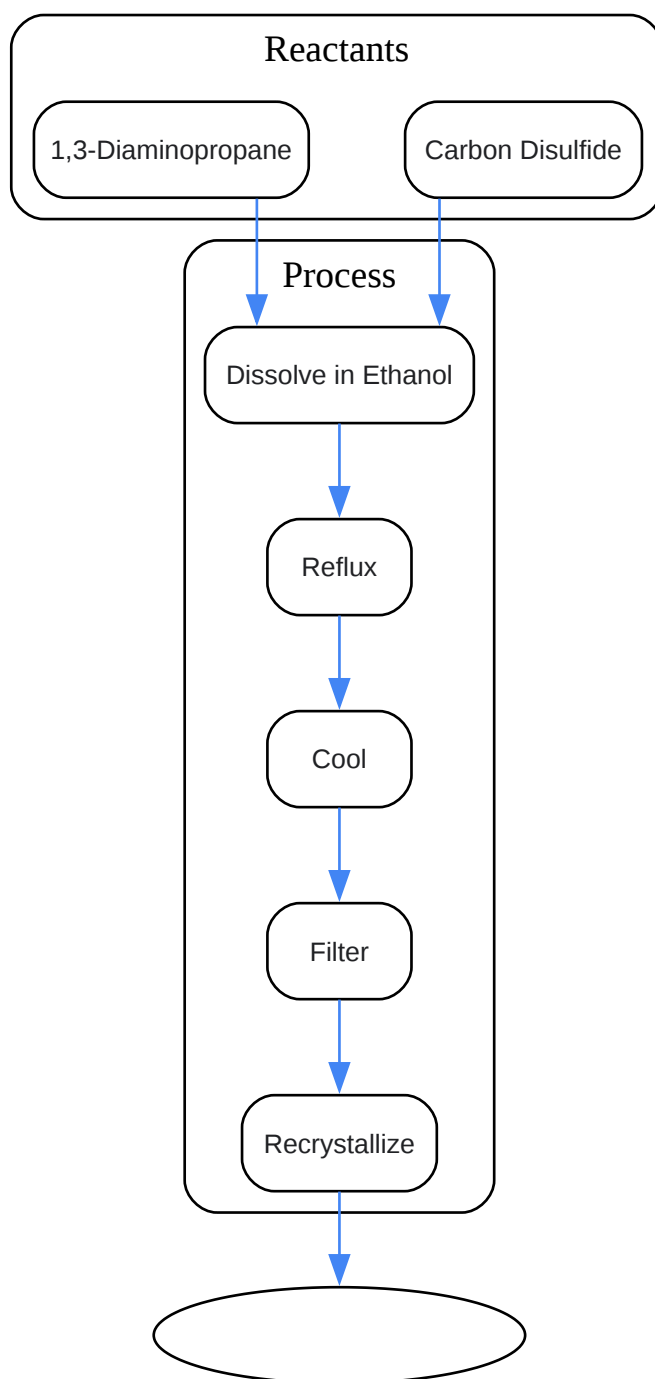 Reactants
1,3-Diaminopropane
Carbon Disulfide
Process
Dissolve in Ethanol
Reflux
Cool
Filter
Recrystallize